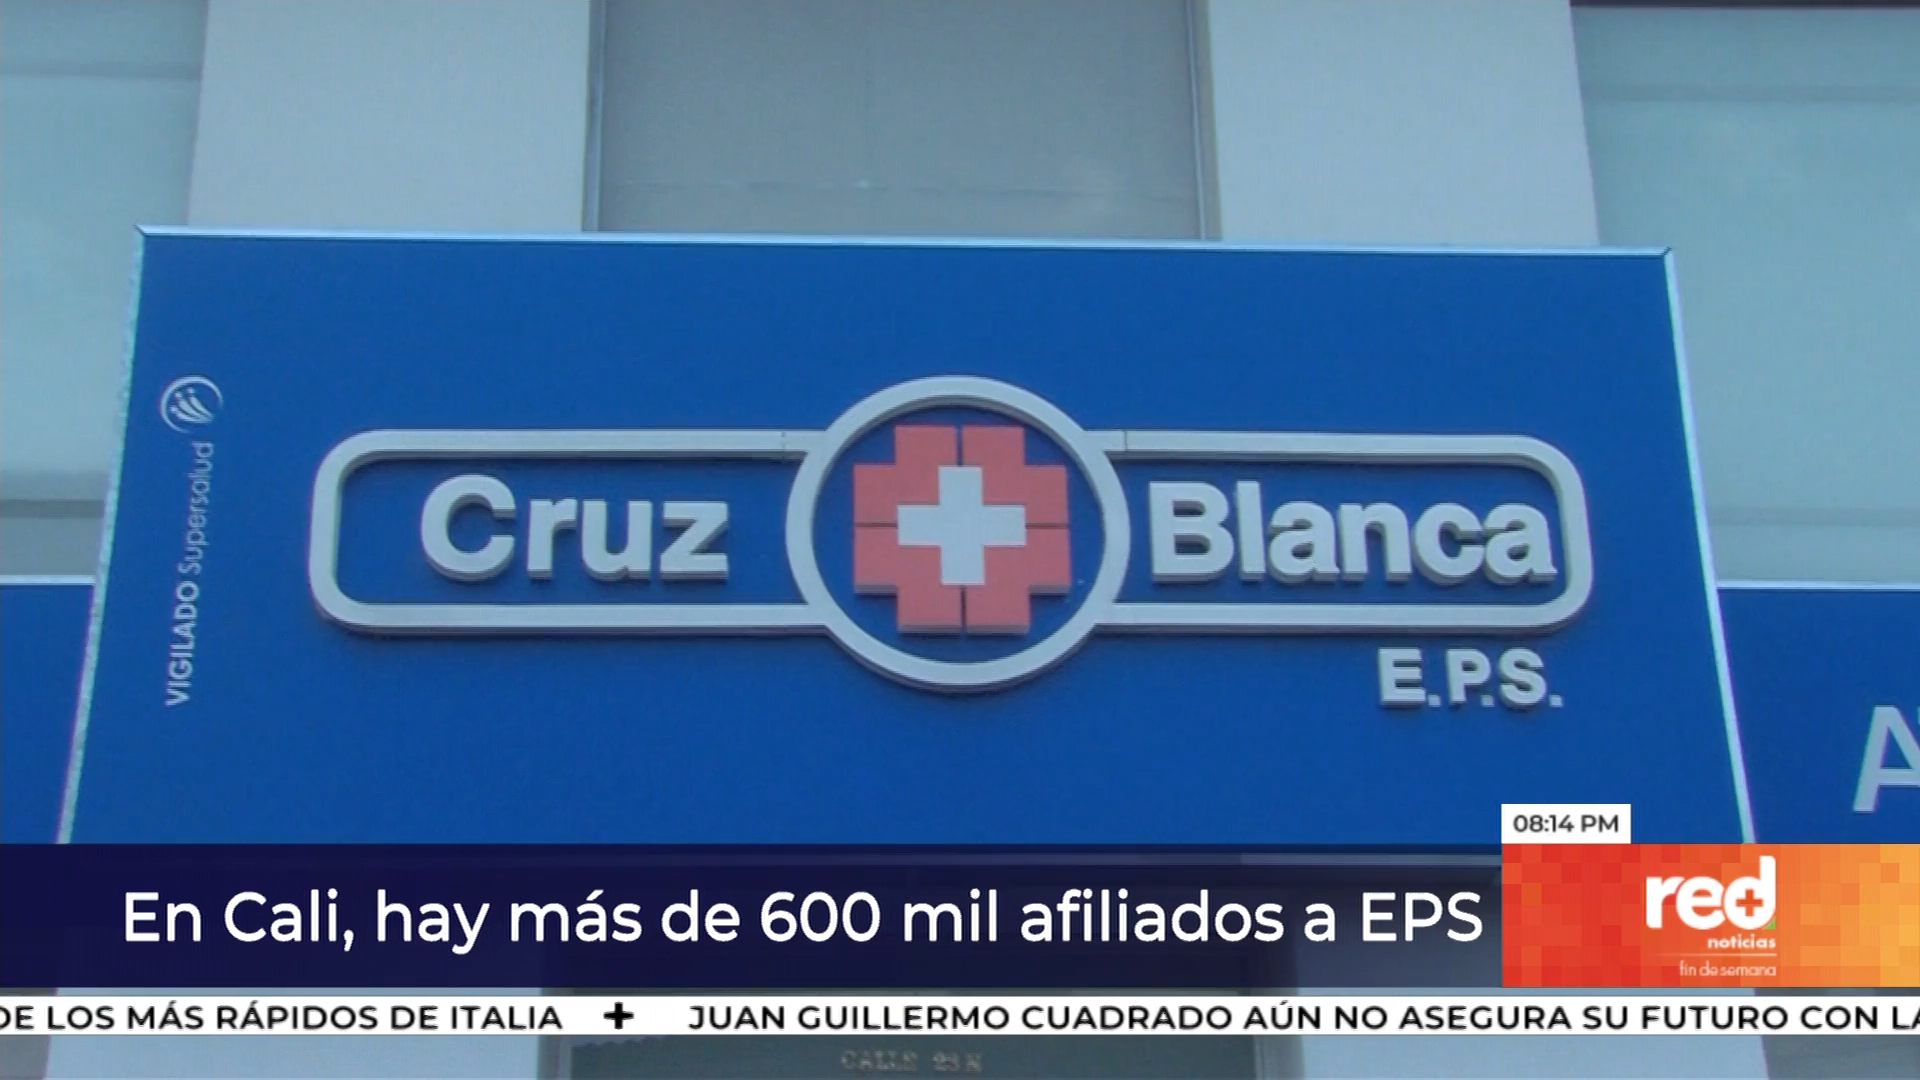 VIGILADO Supersalud
Cruz Blanca
E.P.S.
08:14 PM
En Cali, hay más de 600 mil afiliados a EPS
red+
noticias
fin de semana
DE LOS MÁS RÁPIDOS DE ITALIA + JUAN GUILLERMO CUADRADO AÚN NO ASEGURA SU FUTURO CON LA